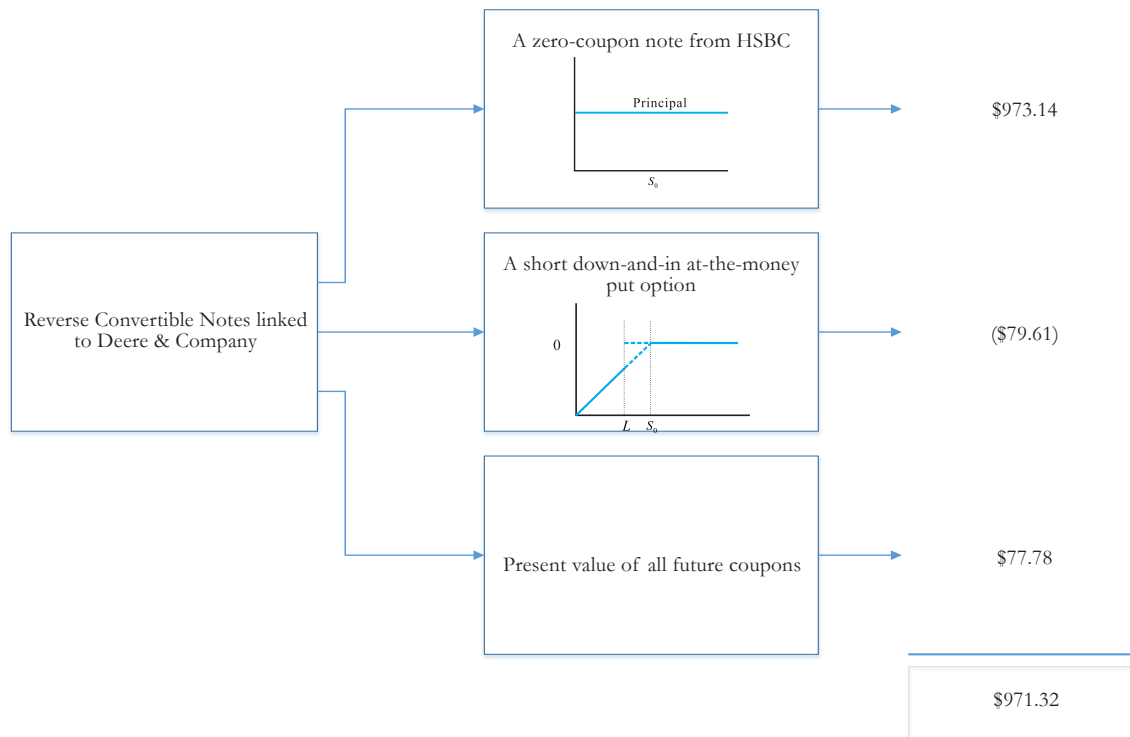 A zero-coupon note from HSBC
Principal
S₀
$973.14
Reverse Convertible Notes linked
to Deere & Company
A short down-and-in at-the-money
put option
0
L S₀
($79.61)
Present value of all future coupons
$77.78
$971.32